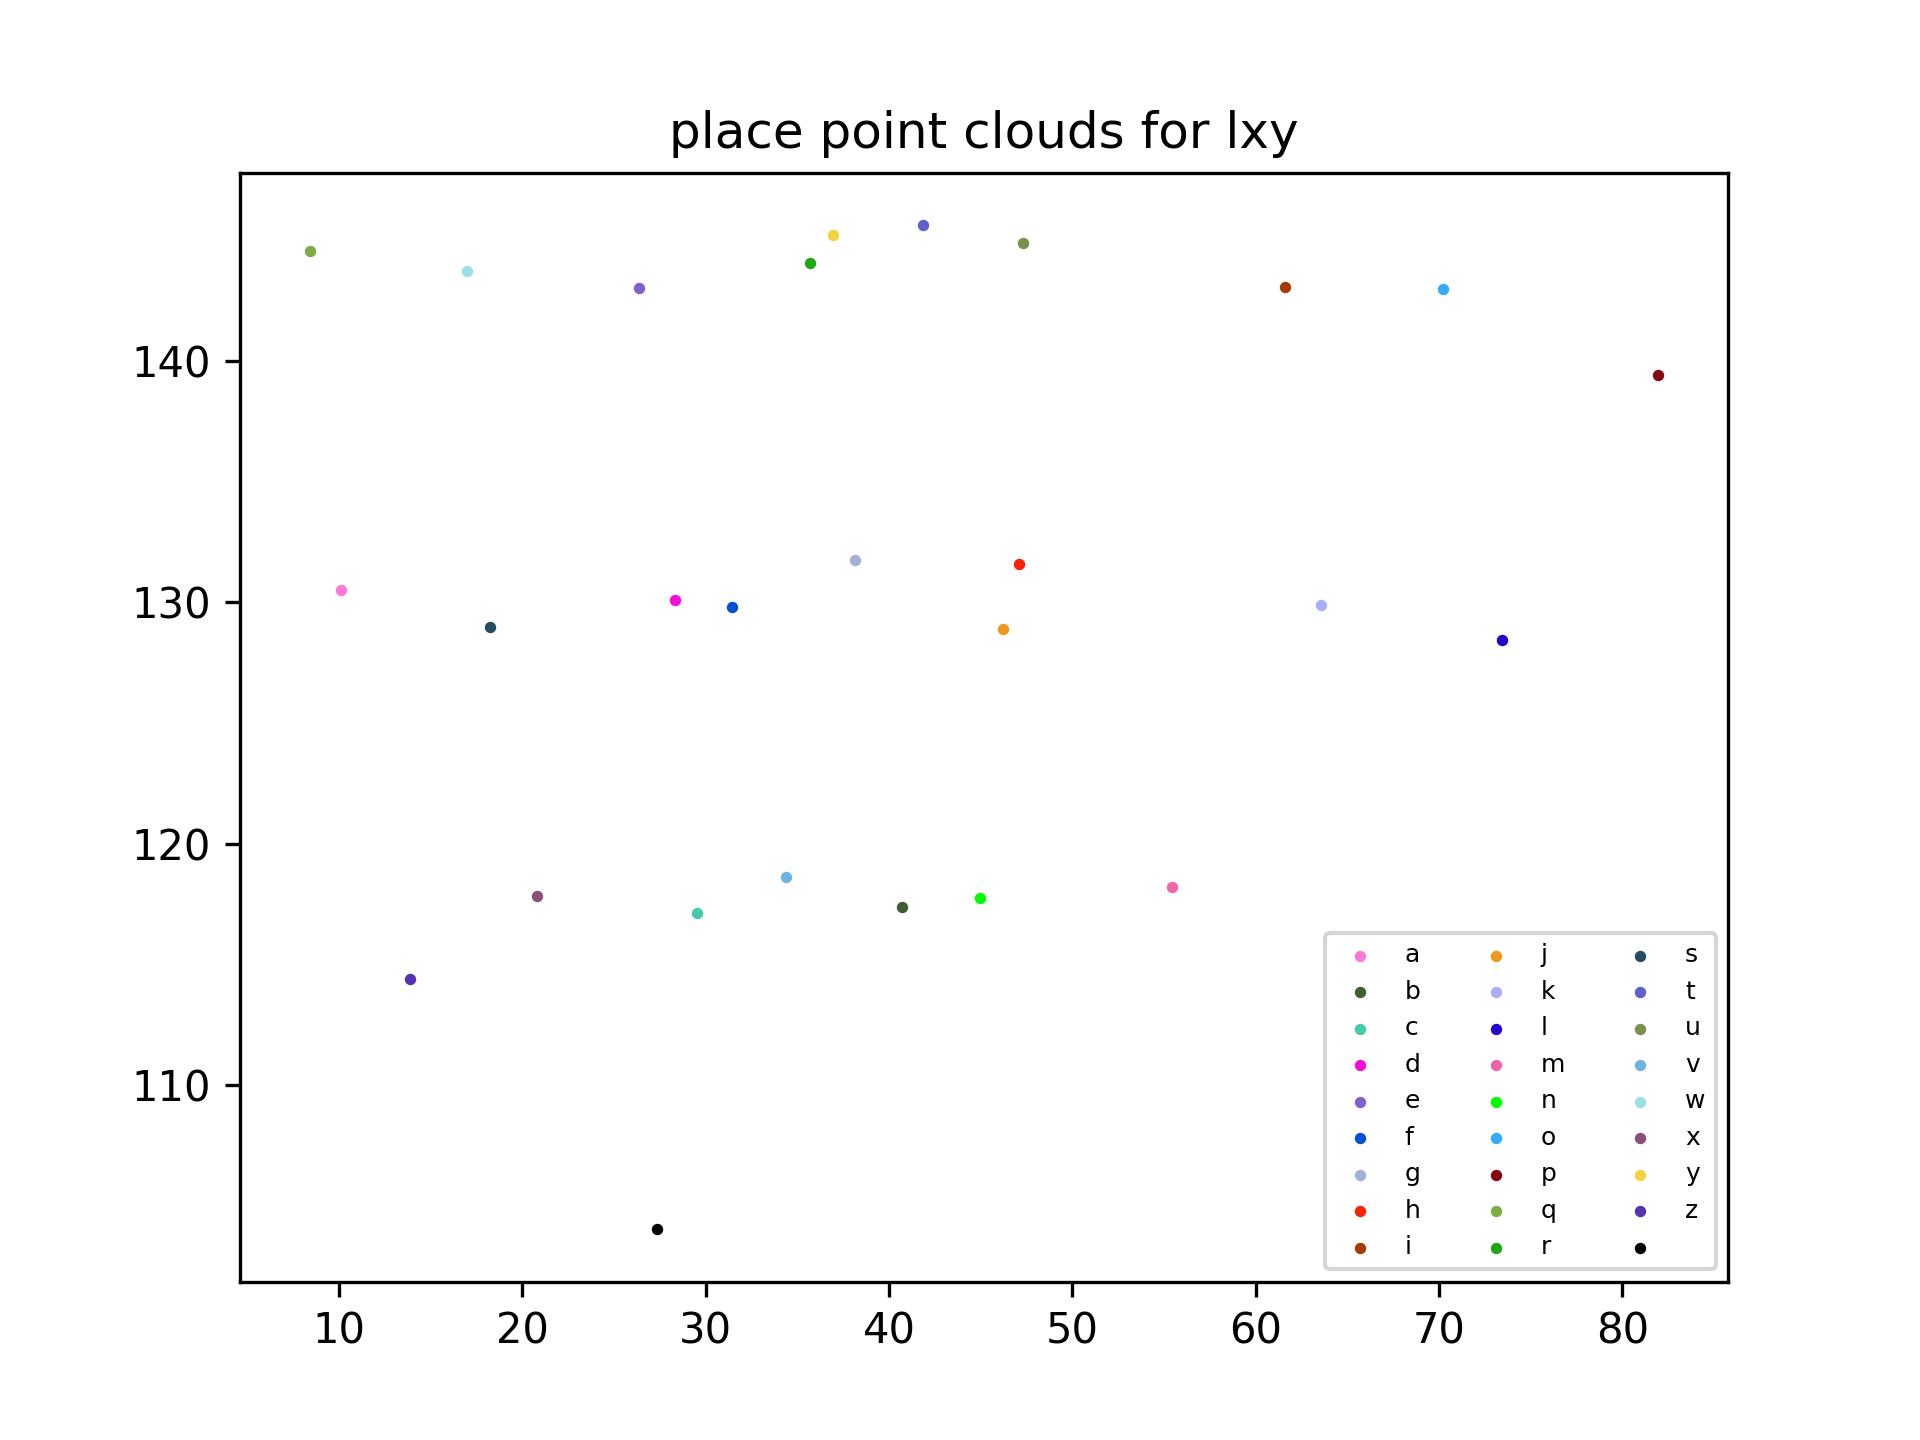 place point clouds for lxy
140
130
120
110
10 20 30 40 50 60 70 80
a j s
b k t
c l u
d m v
e n w
f o x
g p y
h q z
i r